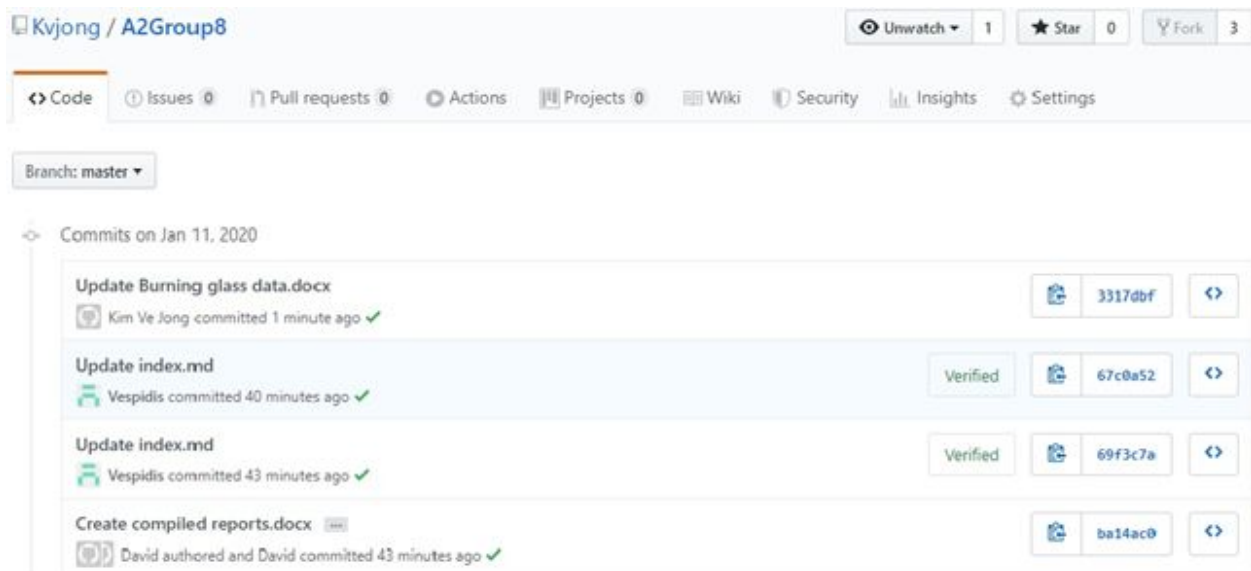 Kvjong / A2Group8 Unwatch 1 Star 0 Fork 3
Code Issues 0 Pull requests 0 Actions Projects 0 Wiki Security Insights Settings
Branch: master
Commits on Jan 11, 2020
Update Burning glass data.docx
Kim Ve Jong committed 1 minute ago
3317dbf
Update index.md
Vespidis committed 40 minutes ago
Verified 67c0a52
Update index.md
Vespidis committed 43 minutes ago
Verified 69f3c7a
Create compiled reports.docx ...
David authored and David committed 43 minutes ago
ba14ac0